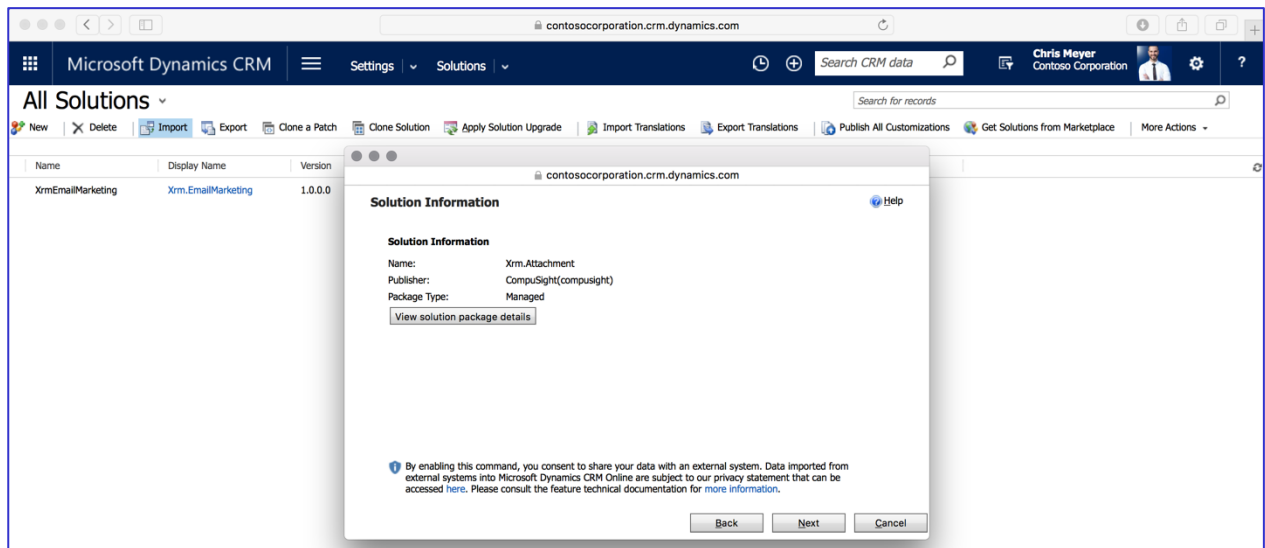 contosocorporation.crm.dynamics.com
Microsoft Dynamics CRM Settings Solutions Search CRM data Chris Meyer ?
Contoso Corporation
All Solutions Search for records
New Delete Import Export Clone a Patch Clone Solution Apply Solution Upgrade Import Translations Export Translations Publish All Customizations Get Solutions from Marketplace More Actions
Name Display Name Version
XrmEmailMarketing Xrm.EmailMarketing 1.0.0.0
contosocorporation.crm.dynamics.com
Solution Information ? Help
Solution Information
Name: Xrm.Attachment
Publisher: CompuSight(compusight)
Package Type: Managed
View solution package details
By enabling this command, you consent to share your data with an external system. Data imported from
external systems into Microsoft Dynamics CRM Online are subject to our privacy statement that can be
accessed here. Please consult the feature technical documentation for more information.
Back Next Cancel